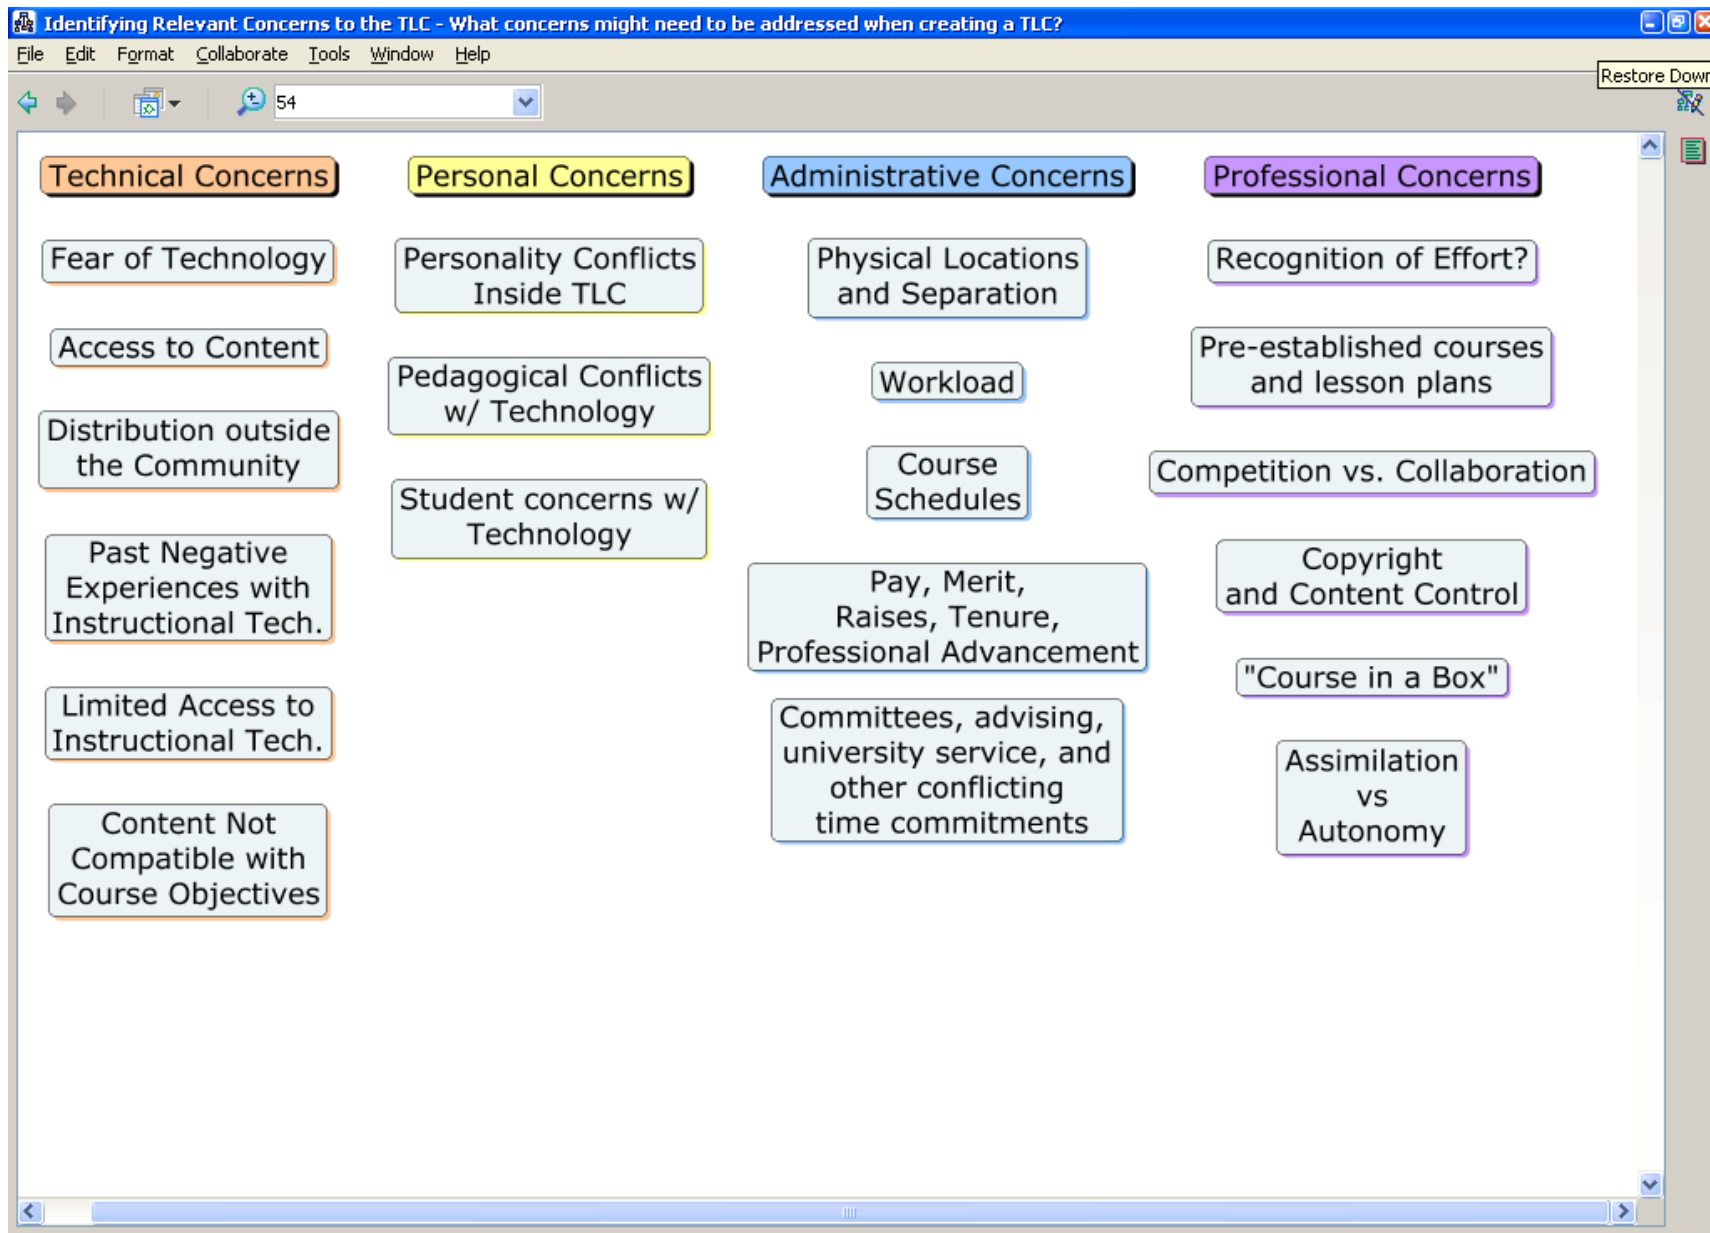 Identifying Relevant Concerns to the TLC - What concerns might need to be addressed when creating a TLC?
File Edit Format Collaborate Tools Window Help
Restore Down
54
Technical Concerns
Fear of Technology
Access to Content
Distribution outside
the Community
Past Negative
Experiences with
Instructional Tech.
Limited Access to
Instructional Tech.
Content Not
Compatible with
Course Objectives
Personal Concerns
Personality Conflicts
Inside TLC
Pedagogical Conflicts
w/ Technology
Student concerns w/
Technology
Administrative Concerns
Physical Locations
and Separation
Workload
Course
Schedules
Pay, Merit,
Raises, Tenure,
Professional Advancement
Committees, advising,
university service, and
other conflicting
time commitments
Professional Concerns
Recognition of Effort?
Pre-established courses
and lesson plans
Competition vs. Collaboration
Copyright
and Content Control
"Course in a Box"
Assimilation
vs
Autonomy